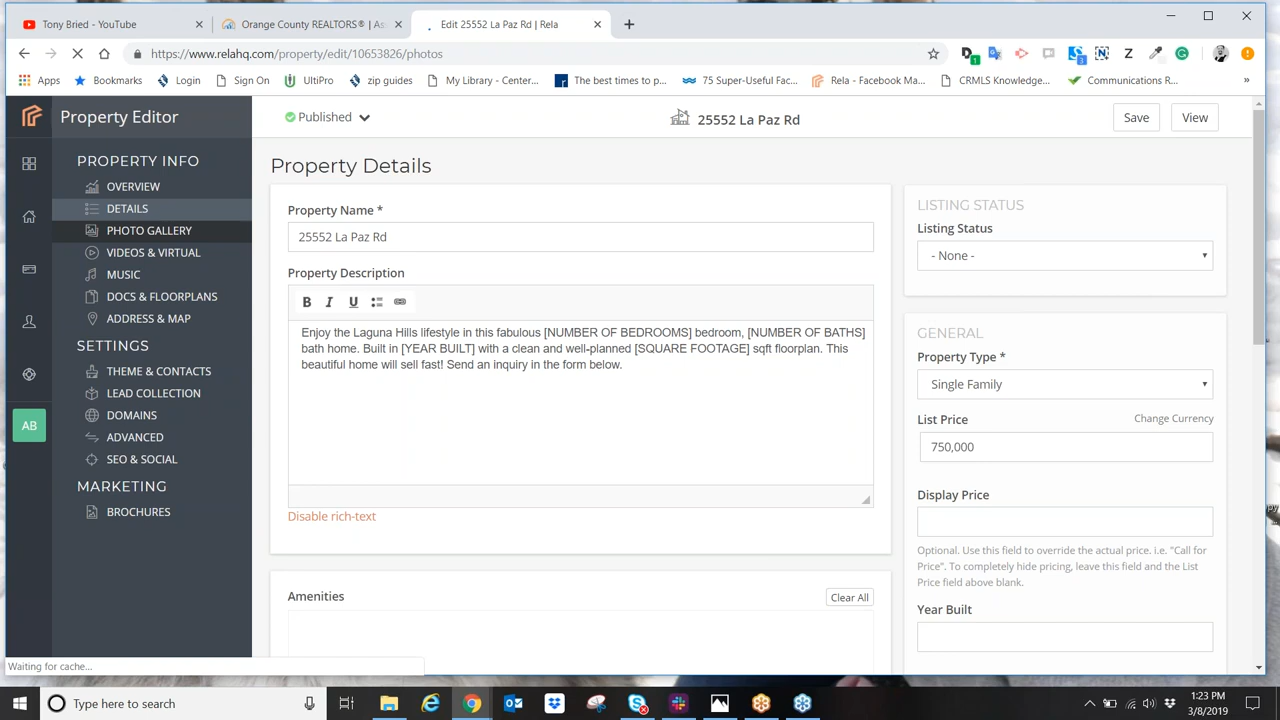 Tony Bried - YouTube
Orange County REALTORS® | As
Edit 25552 La Paz Rd | Rela
https://www.relahq.com/property/edit/10653826/photos
Apps
Bookmarks
Login
Sign On
UltiPro
zip guides
My Library - Center...
The best times to p...
75 Super-Useful Fac...
Rela - Facebook Ma...
CRMLS Knowledge...
Communications R...
»
Property Editor
Published
25552 La Paz Rd
Save
View
PROPERTY INFO
OVERVIEW
DETAILS
PHOTO GALLERY
VIDEOS & VIRTUAL
MUSIC
DOCS & FLOORPLANS
ADDRESS & MAP
SETTINGS
THEME & CONTACTS
LEAD COLLECTION
DOMAINS
ADVANCED
SEO & SOCIAL
MARKETING
BROCHURES
AB
Property Details
Property Name *
25552 La Paz Rd
Property Description
B I U
Enjoy the Laguna Hills lifestyle in this fabulous [NUMBER OF BEDROOMS] bedroom, [NUMBER OF BATHS]
bath home. Built in [YEAR BUILT] with a clean and well-planned [SQUARE FOOTAGE] sqft floorplan. This
beautiful home will sell fast! Send an inquiry in the form below.
Disable rich-text
Amenities
Clear All
LISTING STATUS
Listing Status
- None -
GENERAL
Property Type *
Single Family
List Price
Change Currency
750,000
Display Price
Optional. Use this field to override the actual price. i.e. "Call for
Price". To completely hide pricing, leave this field and the List
Price field above blank.
Year Built
Waiting for cache...
Type here to search
1:23 PM
3/8/2019